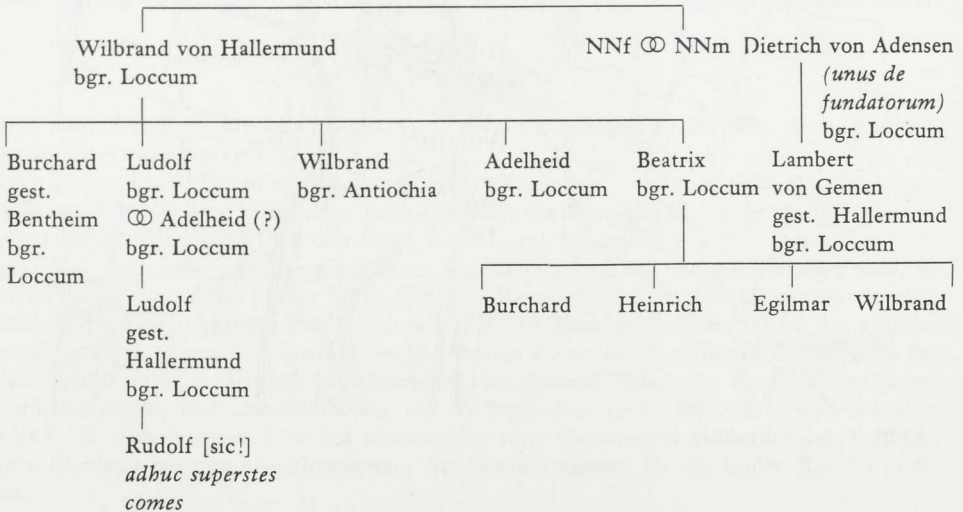 Wilbrand von Hallermund
bgr. Loccum
NNf ⚭ NNm Dietrich von Adensen
(unus de
fundatorum)
bgr. Loccum
Burchard
gest.
Bentheim
bgr.
Loccum
Ludolf
bgr. Loccum
⚭ Adelheid (?)
bgr. Loccum
Wilbrand
bgr. Antiochia
Adelheid
bgr. Loccum
Beatrix
bgr. Loccum
Lambert
von Gemen
gest. Hallermund
bgr. Loccum
Burchard Heinrich Egilmar Wilbrand
Ludolf
gest.
Hallermund
bgr. Loccum
Rudolf [sic!]
adhuc superstes
comes